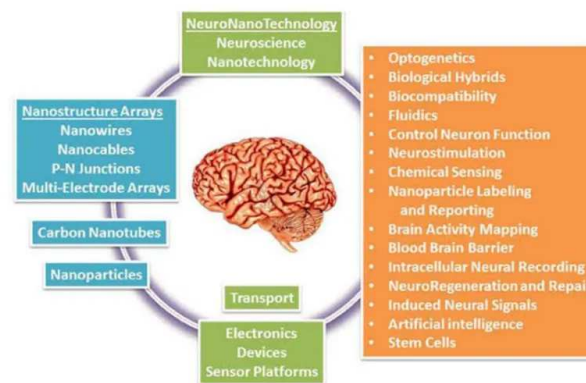 NeuroNanoTechnology
Neuroscience
Nanotechnology
Nanostructure Arrays
Nanowires
Nanocables
P-N Junctions
Multi-Electrode Arrays
Carbon Nanotubes
Nanoparticles
Transport
Electronics
Devices
Sensor Platforms
• Optogenetics
• Biological Hybrids
• Biocompatibility
• Fluidics
• Control Neuron Function
• Neurostimulation
• Chemical Sensing
• Nanoparticle Labeling
and Reporting
• Brain Activity Mapping
• Blood Brain Barrier
• Intracellular Neural Recording
• NeuroRegeneration and Repai
• Induced Neural Signals
• Artificial intelligence
• Stem Cells